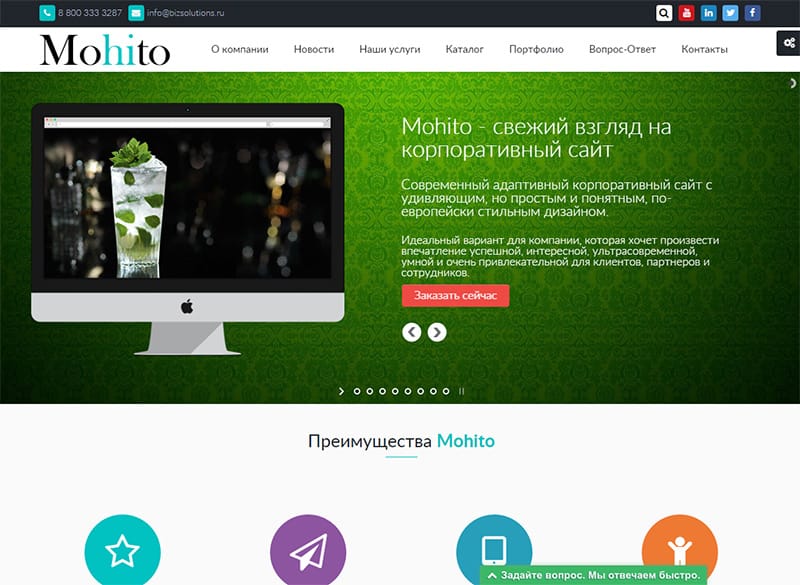 8 800 333 3287 info@bizsolutions.ru
Mohito
О компании Новости Наши услуги Каталог Портфолио Вопрос-Ответ Контакты
Mohito - свежий взгляд на
корпоративный сайт
Современный адаптивный корпоративный сайт с
удивляющим, но простым и понятным, по-
европейски стильным дизайном.
Идеальный вариант для компании, которая хочет произвести
впечатление успешной, интересной, ультрасовременной,
умной и очень привлекательной для клиентов, партнеров и
сотрудников.
Заказать сейчас
Преимущества Mohito
Задайте вопрос. Мы отвечаем быстро.